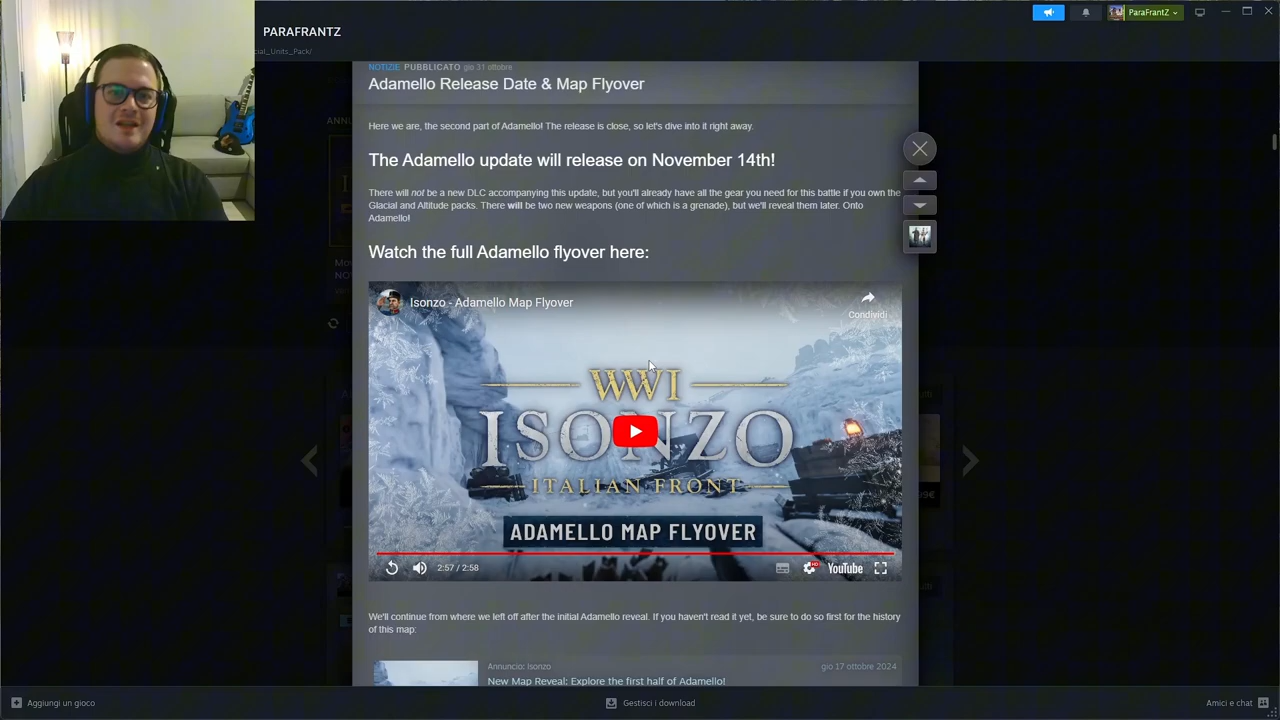 ParaFrantZ
PARAFRANTZ
cial_Units_Pack/
NOTIZIE PUBBLICATO gio 31 ottobre
Adamello Release Date & Map Flyover
Here we are, the second part of Adamello! The release is close, so let's dive into it right away.
The Adamello update will release on November 14th!
There will not be a new DLC accompanying this update, but you'll already have all the gear you need for this battle if you own the
Glacial and Altitude packs. There will be two new weapons (one of which is a grenade), but we'll reveal them later. Onto
Adamello!
Watch the full Adamello flyover here:
Isonzo - Adamello Map Flyover
Condividi
WWI
ISONZO
ITALIAN FRONT
ADAMELLO MAP FLYOVER
2:57 / 2:58
HD
YouTube
We'll continue from where we left off after the initial Adamello reveal. If you haven't read it yet, be sure to do so first for the history
of this map:
Annuncio: Isonzo
gio 17 ottobre 2024
New Map Reveal: Explore the first half of Adamello!
Aggiungi un gioco
Gestisci i download
Amici e chat